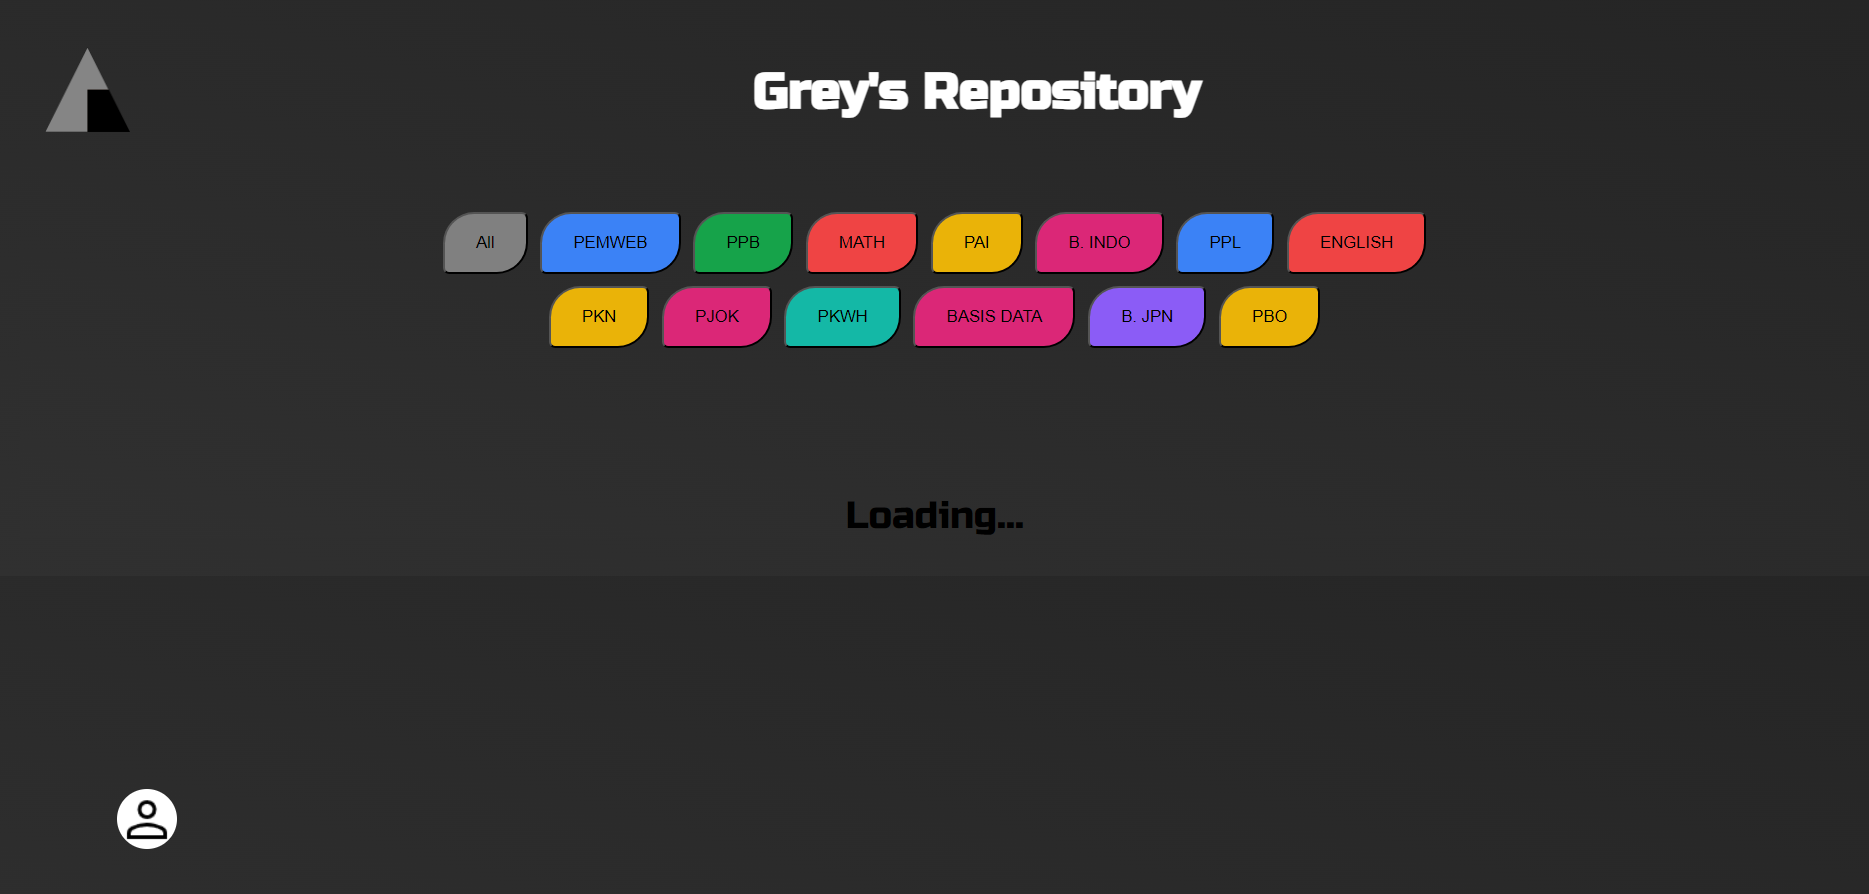 Grey's Repository
All PEMWEB PPB MATH PAI B. INDO PPL ENGLISH
PKN PJOK PKWH BASIS DATA B. JPN PBO
Loading...